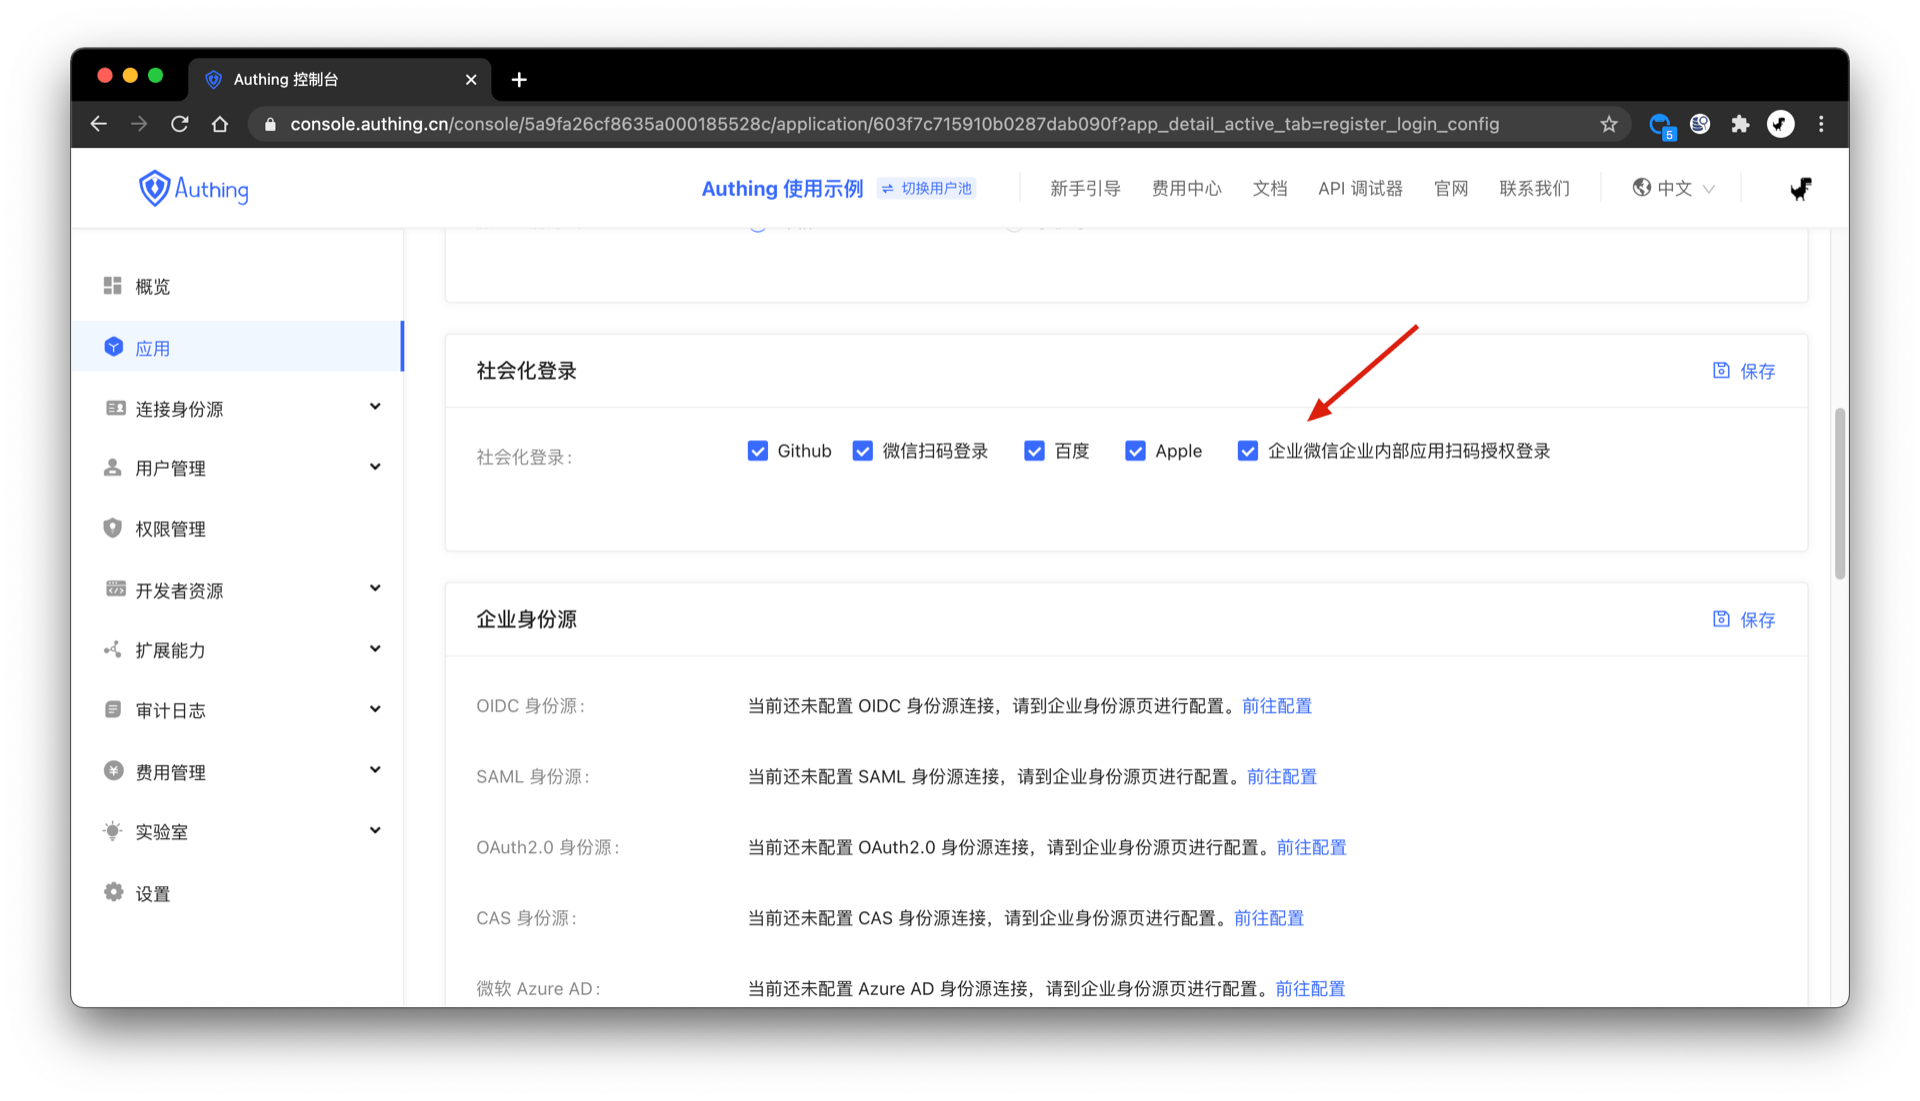 Authing 控制台
console.authing.cn/console/5a9fa26cf8635a000185528c/application/603f7c715910b0287dab090f?app_detail_active_tab=register_login_config
5
Authing
Authing 使用示例
切换用户池
新手引导
费用中心
文档
API 调试器
官网
联系我们
中文
概览
应用
连接身份源
用户管理
权限管理
开发者资源
扩展能力
审计日志
费用管理
实验室
设置
社会化登录
保存
社会化登录:
Github
微信扫码登录
百度
Apple
企业微信企业内部应用扫码授权登录
企业身份源
保存
OIDC 身份源:
当前还未配置 OIDC 身份源连接，请到企业身份源页进行配置。前往配置
SAML 身份源:
当前还未配置 SAML 身份源连接，请到企业身份源页进行配置。前往配置
OAuth2.0 身份源:
当前还未配置 OAuth2.0 身份源连接，请到企业身份源页进行配置。前往配置
CAS 身份源:
当前还未配置 CAS 身份源连接，请到企业身份源页进行配置。前往配置
微软 Azure AD:
当前还未配置 Azure AD 身份源连接，请到企业身份源页进行配置。前往配置